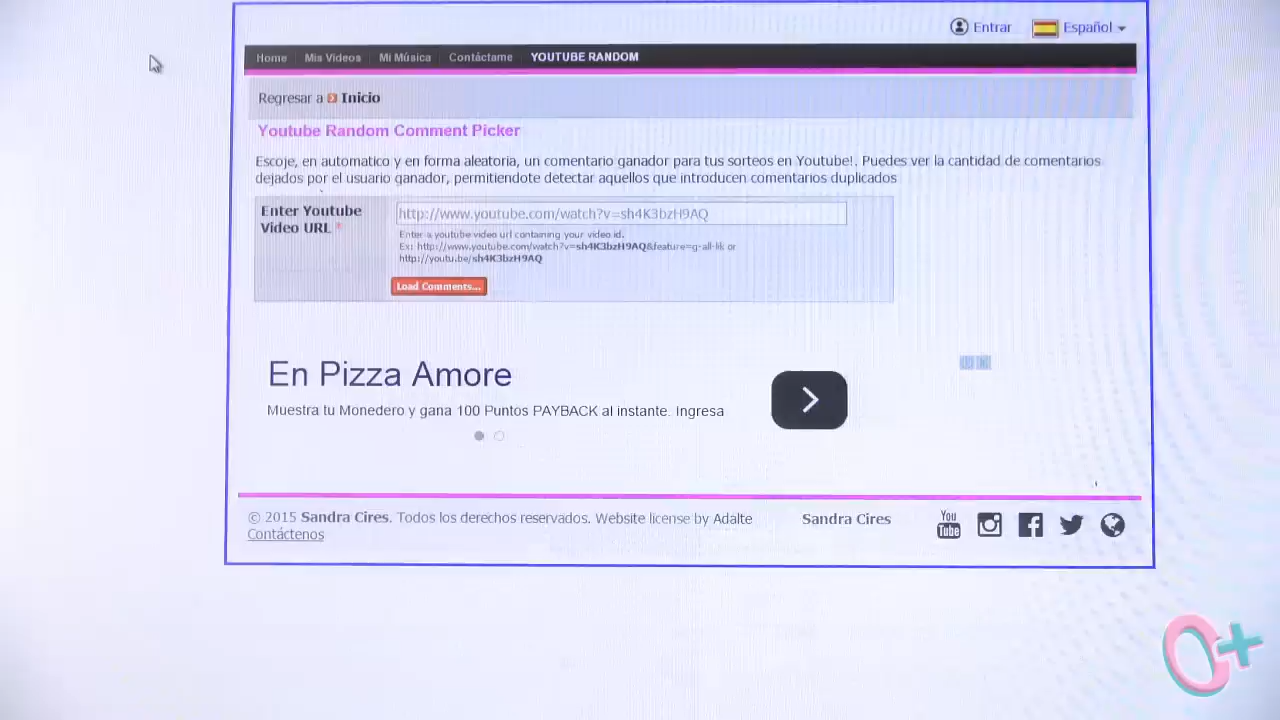 Entrar Español
Home Mis Videos Mi Música Contáctame YOUTUBE RANDOM
Regresar a Inicio
Youtube Random Comment Picker
Escoje, en automatico y en forma aleatoria, un comentario ganador para tus sorteos en Youtube!. Puedes ver la cantidad de comentarios
dejados por el usuario ganador, permitiendote detectar aquellos que introducen comentarios duplicados
Enter Youtube
Video URL *
http://www.youtube.com/watch?v=sh4K3bzH9AQ
Enter a youtube video url containing your video id.
Ex: http://www.youtube.com/watch?v=sh4K3bzH9AQ&feature=g-all-lik or
http://youtu.be/sh4K3bzH9AQ
Load Comments...
En Pizza Amore
Muestra tu Monedero y gana 100 Puntos PAYBACK al instante. Ingresa
© 2015 Sandra Cires. Todos los derechos reservados. Website license by Adalte
Contáctenos
Sandra Cires
You
Tube
O+